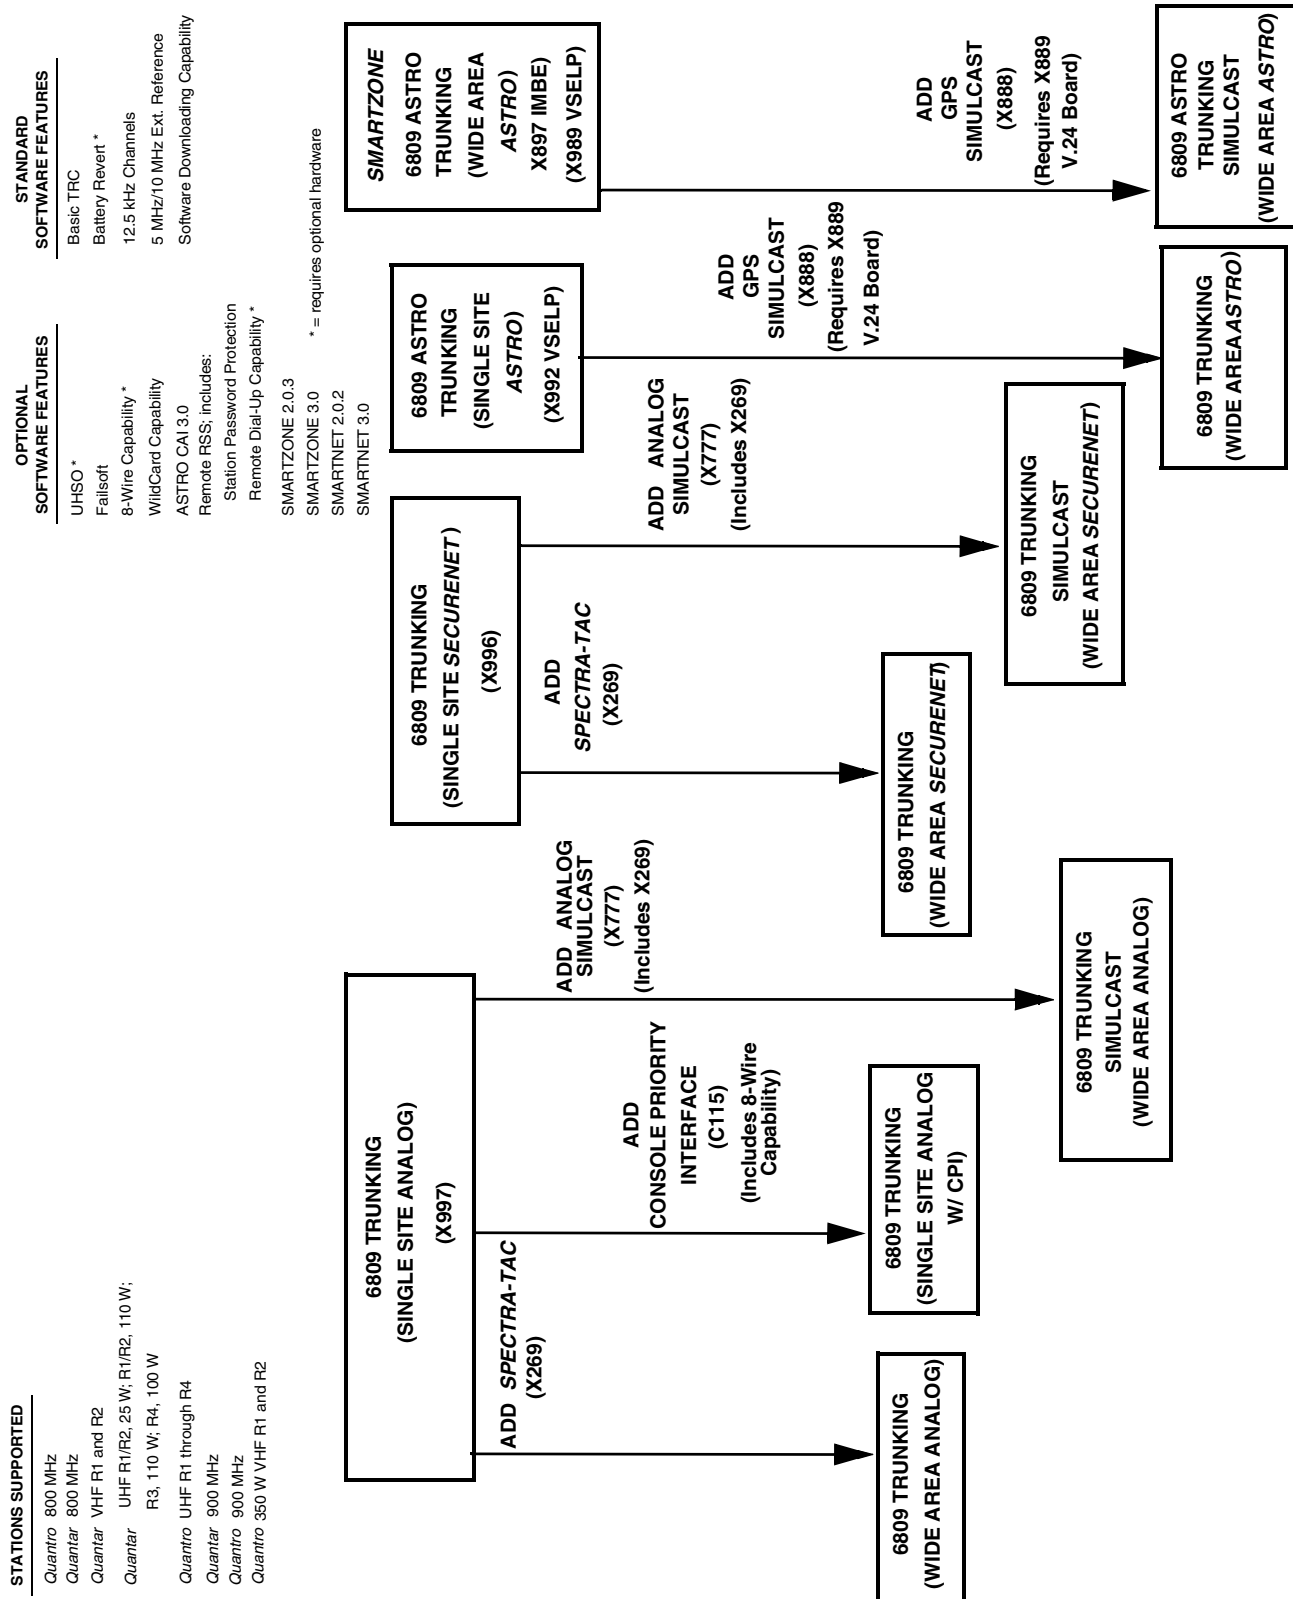 STATIONS SUPPORTED
Quantro 800 MHz
Quantar 800 MHz
Quantar VHF R1 and R2
Quantar UHF R1/R2, 25 W; R1/R2, 110 W;
R3, 110 W; R4, 100 W
Quantro UHF R1 through R4
Quantar 900 MHz
Quantro 900 MHz
Quantro 350 W VHF R1 and R2
OPTIONAL
SOFTWARE FEATURES
UHSO *
Failsoft
8-Wire Capability *
WildCard Capability
ASTRO CAI 3.0
Remote RSS; includes:
Station Password Protection
Remote Dial-Up Capability *
SMARTZONE 2.0.3
SMARTZONE 3.0
SMARTNET 2.0.2
SMARTNET 3.0
STANDARD
SOFTWARE FEATURES
Basic TRC
Battery Revert *
12.5 kHz Channels
5 MHz/10 MHz Ext. Reference
Software Downloading Capability
* = requires optional hardware
6809 TRUNKING
(SINGLE SITE ANALOG)
(X997)
6809 TRUNKING
(SINGLE SITE SECURENET )
(X996)
6809 ASTRO
TRUNKING
(SINGLE SITE
ASTRO)
(X992 VSELP)
SMARTZONE
6809 ASTRO
TRUNKING
(WIDE AREA
ASTRO)
X897 IMBE)
(X989 VSELP)
ADD SPECTRA-TAC
(X269)
ADD
CONSOLE PRIORITY
INTERFACE
(C115)
(Includes 8-Wire
Capability)
ADD ANALOG
SIMULCAST
(X777)
(Includes X269)
ADD
SPECTRA-TAC
(X269)
ADD ANALOG
SIMULCAST
(X777)
(Includes X269)
ADD
GPS
SIMULCAST
(X888)
(Requires X889
V.24 Board)
ADD
GPS
SIMULCAST
(X888)
(Requires X889
V.24 Board)
6809 TRUNKING
(WIDE AREA ANALOG)
6809 TRUNKING
(SINGLE SITE ANALOG
W/ CPI)
6809 TRUNKING
SIMULCAST
(WIDE AREA ANALOG)
6809 TRUNKING
(WIDE AREA SECURENET)
6809 TRUNKING
SIMULCAST
(WIDE AREA SECURENET)
6809 TRUNKING
(WIDE AREA ASTRO)
6809 ASTRO
TRUNKING
SIMULCAST
(WIDE AREA ASTRO)